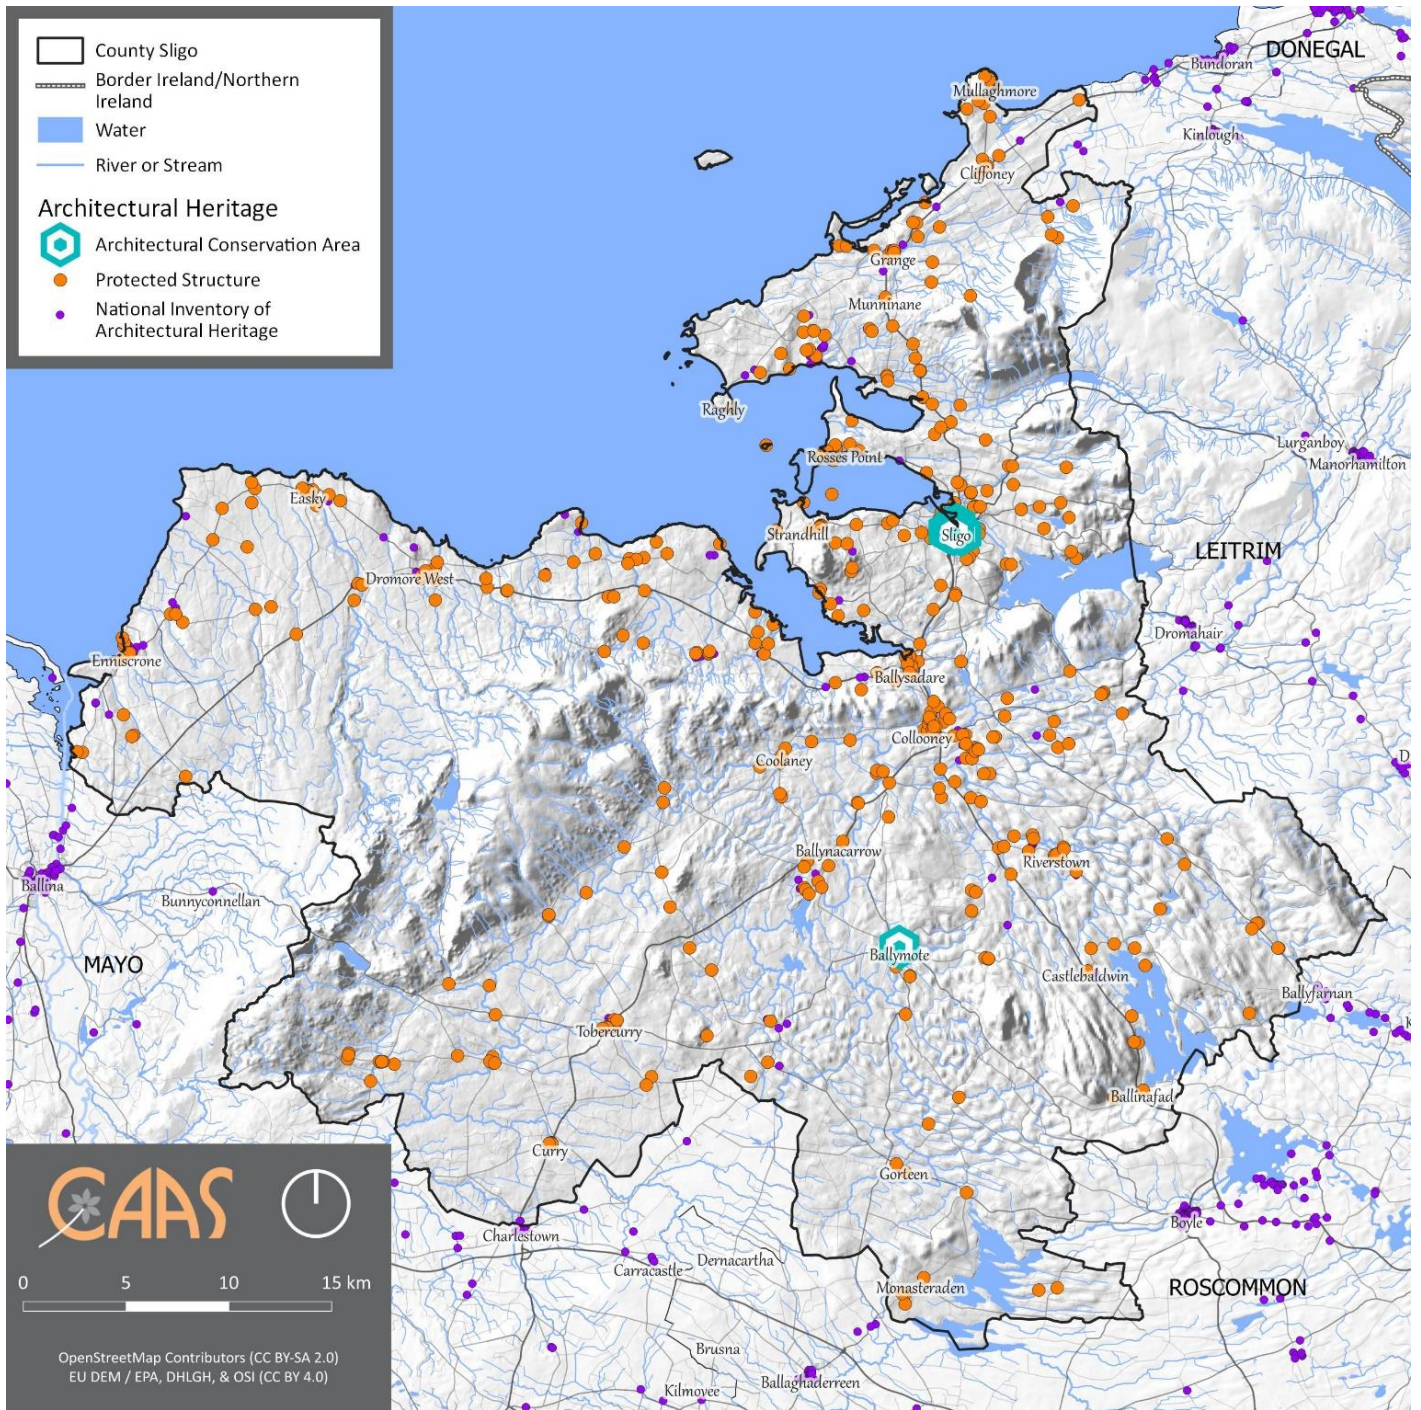 County Sligo
Border Ireland/Northern
Ireland
Water
River or Stream
Architectural Heritage
Architectural Conservation Area
Protected Structure
National Inventory of
Architectural Heritage
DONEGAL
Bundoran
Mullaghmore
Kinlough
Cliffoney
Grange
Munninane
Raghly
Lurganboy
Manorhamilton
Rosses Point
Easky
Strandhill
Sligo
LEITRIM
Dromore West
Dromahair
Enniscrone
Ballysadare
Collooney
Coolaney
D
Ballynacarrow
Riverstown
Ballina
Bunnyconnellan
Ballymote
MAYO
Castlebaldwin
Ballyfarnan
K
Tobercurry
Ballinafad
Curry
Gorteen
Boyle
Charlestown
Dernacartha
Carracastle
Monasteraden
ROSCOMMON
Brusna
Ballaghaderreen
Kilmovee
CAAS
0 5 10 15 km
OpenStreetMap Contributors (CC BY-SA 2.0)
EU DEM / EPA, DHLGH, & OSI (CC BY 4.0)